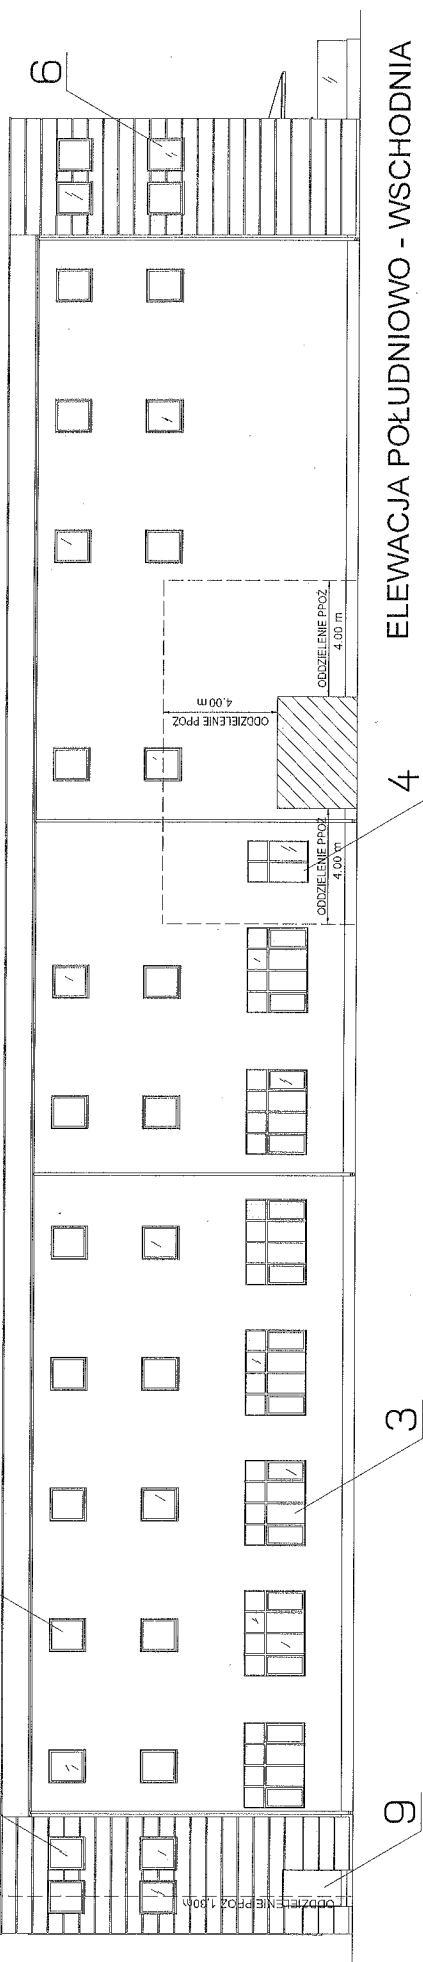 9
3
4
6
ODDZIELENIE PPOŻ 1,30m
ODDZIELENIE PPOŻ
4.00 m
ODDZIELENIE PPOŻ
4.00 m
ODDZIELENIE PPOŻ
4.00 m
ELEWACJA POŁUDNIOWO - WSCHODNIA